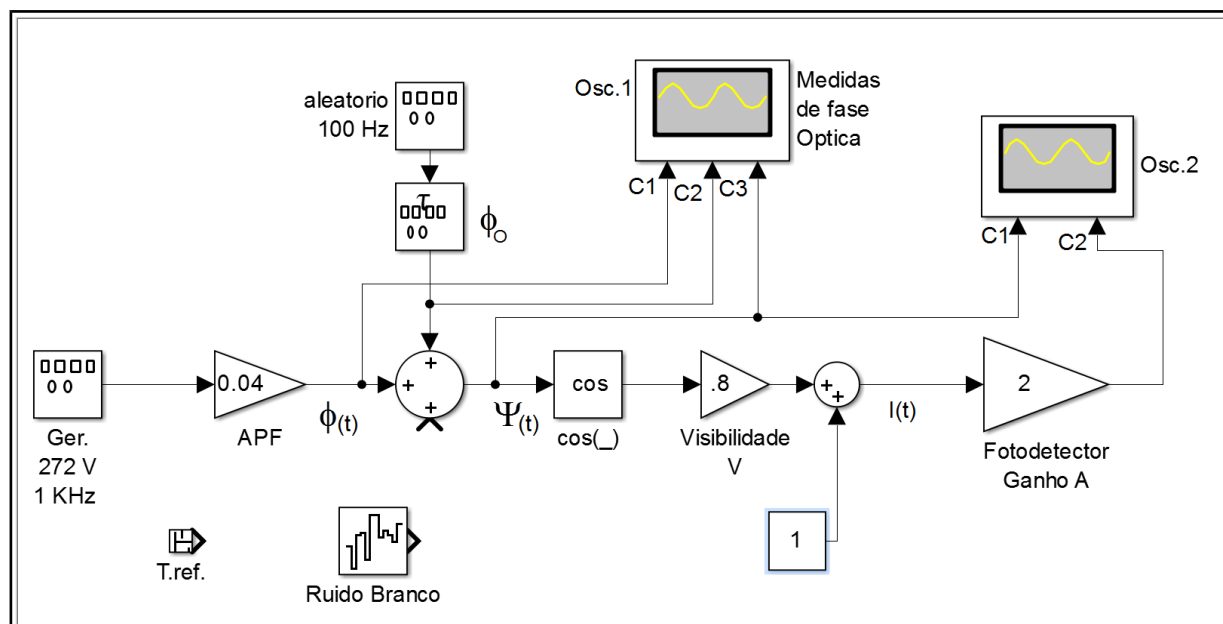 aleatorio
100 Hz
τ
ϕO
Osc.1
Medidas
de fase
Optica
C1
C2
C3
Osc.2
C1
C2
Ger.
272 V
1 KHz
0.04
APF
ϕ(t)
+
+
+
Ψ(t)
cos
cos(_)
.8
Visibilidade
V
+
+
I(t)
2
Fotodetector
Ganho A
1
T.ref.
Ruido Branco